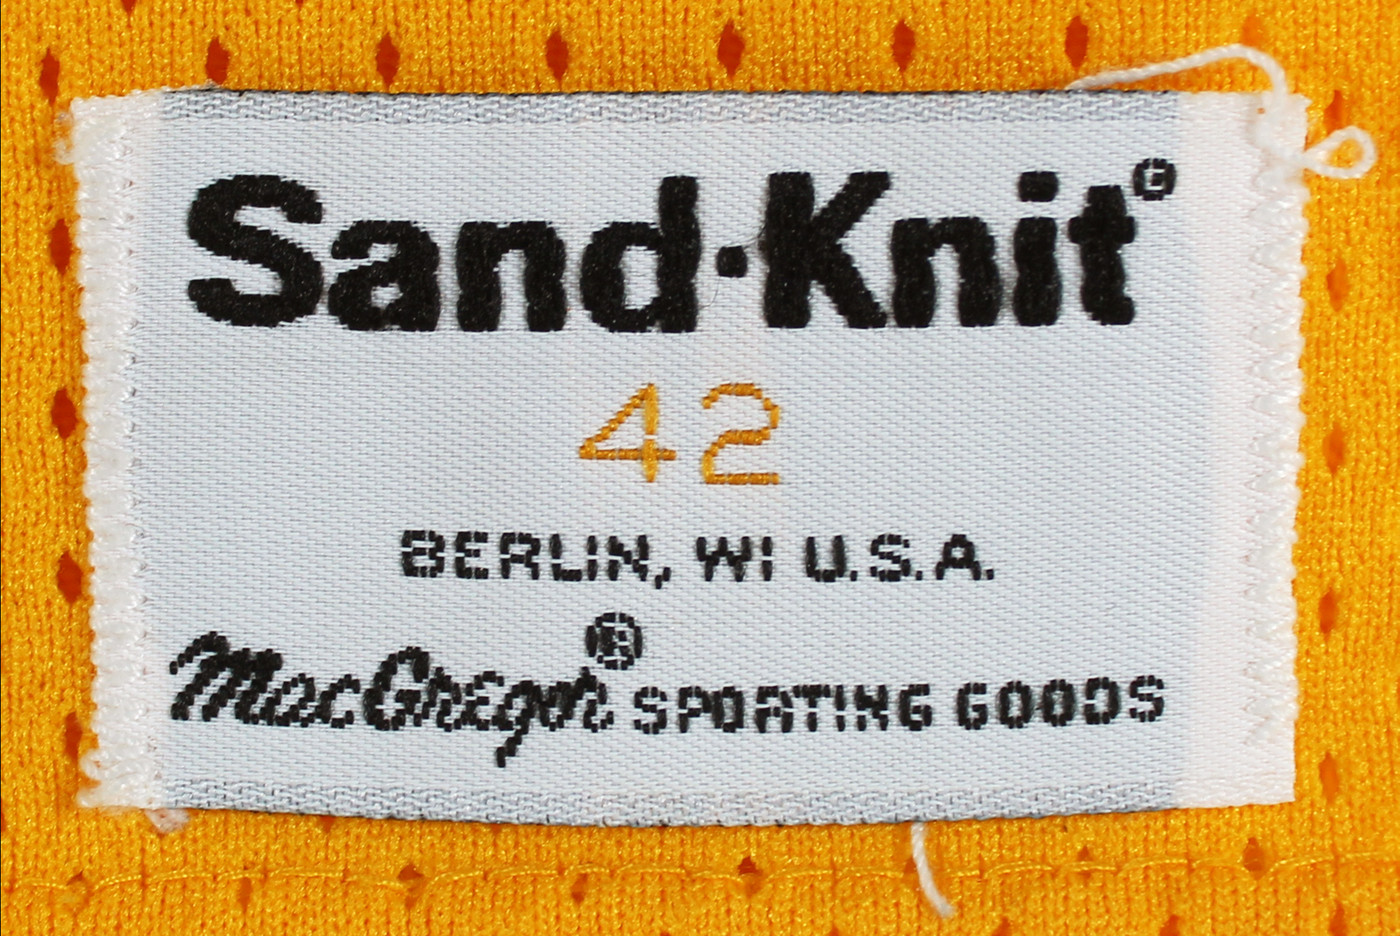 Sand·Knit®
42
BERLIN, WI U.S.A.
MacGregor® SPORTING GOODS